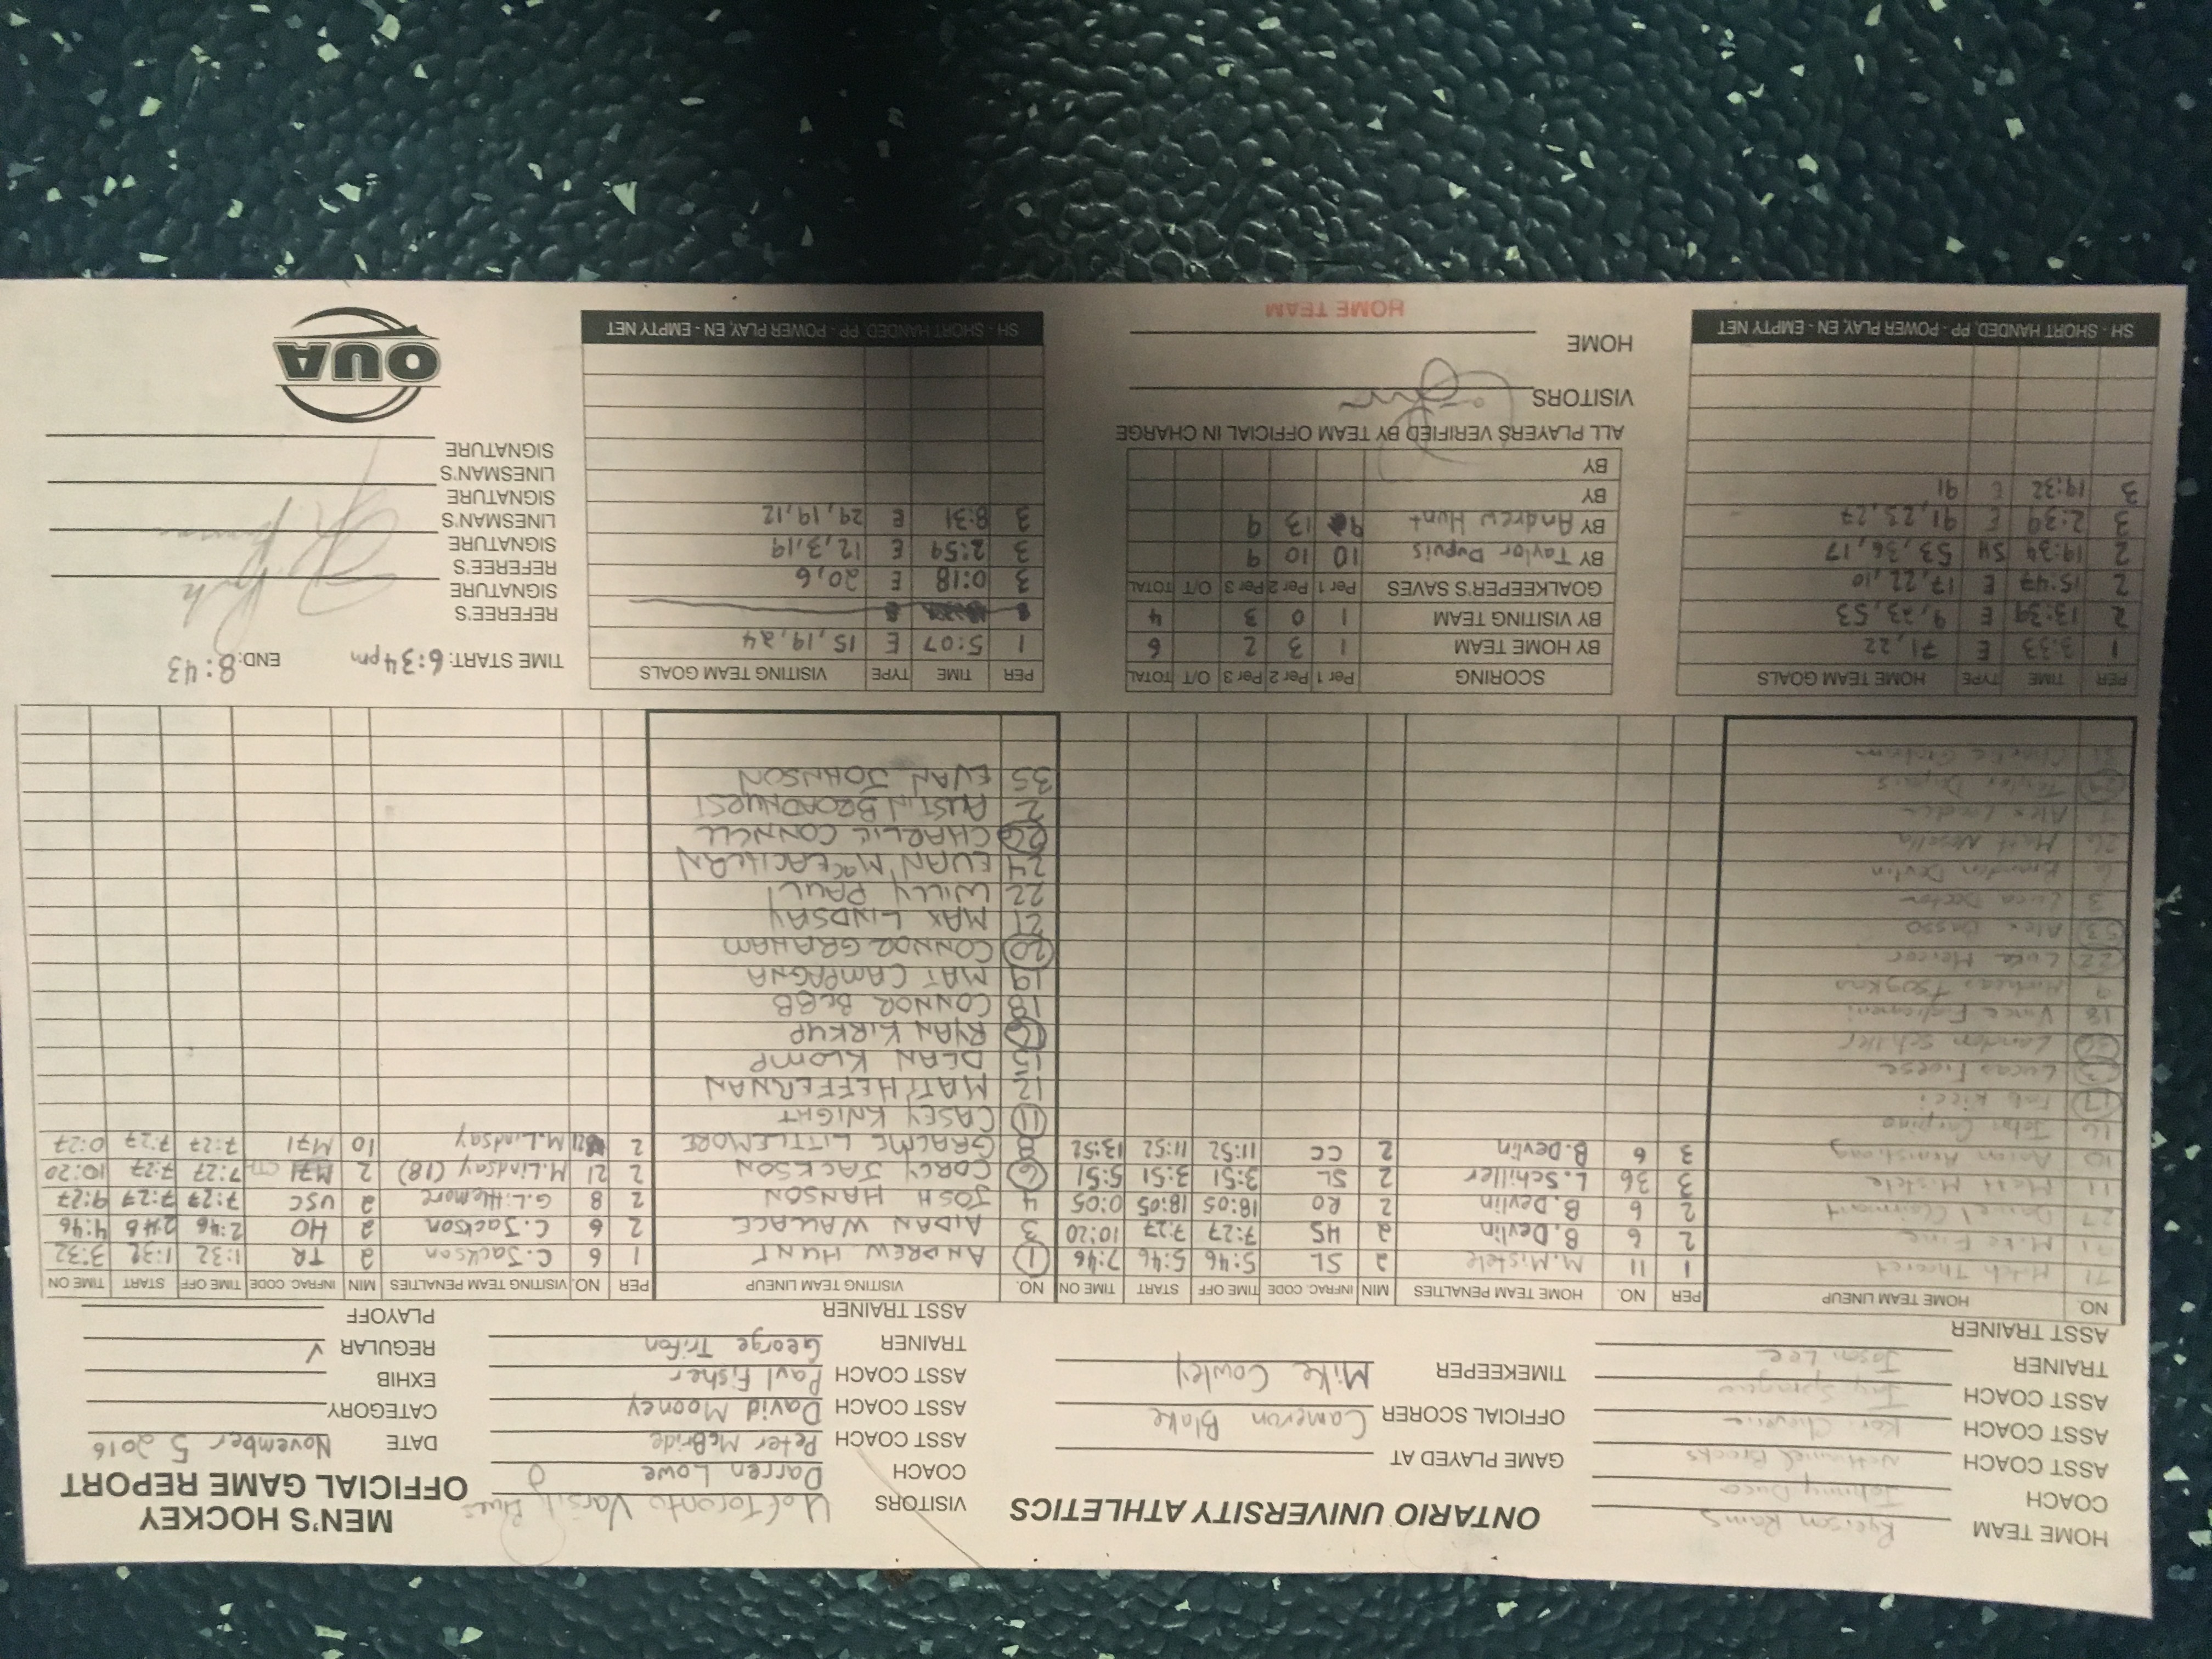 HOME TEAM Ryerson Rams
COACH Johnny Duco
ASST COACH Nathaniel Brooks
ASST COACH Ken Cheverie
ASST COACH
TRAINER Jason Lee
ASST TRAINER
ONTARIO UNIVERSITY ATHLETICS
GAME PLAYED AT
OFFICIAL SCORER Cameron Blake
TIMEKEEPER Mike Cowley
VISITORS U of Toronto Varsity Blues
COACH Darren Lowe
ASST COACH Peter McBride
ASST COACH David Mooney
ASST COACH Paul Fisher
TRAINER George Trifon
ASST TRAINER
MEN'S HOCKEY
OFFICIAL GAME REPORT
DATE November 5 2016
CATEGORY
EXHIB
REGULAR √
PLAYOFF
NO. HOME TEAM LINEUP
71 Mitch Theoret
91 Mike Fine
27 Daniel Clairmont
11 Matt Mistele
10 Aaron Armstrong
16 John Carpino
17 Fab Ricci
Lucas Froese
36 Landon Schiller
18 Vince Figliomeni
9 Andreas Tsogkas
22 Luca Mercer
53 Alex Basso
3 Luca Doctor
6 Brandon Devlin
26 Matt Nosella
7 Alex
Taylor Dupuis
31 Charlie Graham
PER NO. HOME TEAM PENALTIES MIN INFRAC. CODE TIME OFF START TIME ON
1 11 M. Mistele 2 SL 5:46 5:46 7:46
2 6 B. Devlin 2 HS 7:27 7:27 10:20
2 6 B. Devlin 2 RO 18:05 18:05 0:05
3 36 L. Schiller 2 SL 3:51 3:51 5:51
3 6 B. Devlin 2 CC 11:52 11:52 13:52
NO. VISITING TEAM LINEUP
1 ANDREW HUNT
3 AIDAN WALLACE
4 JOSH HANSON
6 COREY JACKSON
8 GRAEME LITTLEMORE
11 CASEY KNIGHT
12 MATT HEFFERNAN
15 DEAN KLOMP
16 RYAN KIRKUP
18 CONNOR BEBB
19 MAT CAMPAGNA
20 CONNOR GRAHAM
21 MAX LINDSAY
22 WILLY PAUL
24 EVAN MacEACHERN
26 CHARLIE CONNELL
2 AUSTIN BROADHURST
35 EVAN JOHNSON
PER NO. VISITING TEAM PENALTIES MIN INFRAC. CODE TIME OFF START TIME ON
1 6 C. Jackson 2 TR 1:32 1:32 3:32
2 6 C. Jackson 2 HO 2:46 2:46 4:46
2 8 G. Littlemore 2 USC 7:27 7:27 9:27
2 21 M. Lindsay (18) 2 M71 CTH 7:27 7:27 10:20
2 21 M. Lindsay 10 M71 7:27 7:27 0:27
PER TIME TYPE HOME TEAM GOALS
1 3:33 E 71, 22
2 13:39 E 9, 23, 53
2 15:47 E 17, 22, 10
2 19:34 SH 53, 36, 17
3 2:39 E 91, 23, 27
3 19:32 E 91
SH - SHORT HANDED, PP - POWER PLAY, EN - EMPTY NET
SCORING Per 1 Per 2 Per 3 O/T TOTAL
BY HOME TEAM 1 3 2 6
BY VISITING TEAM 1 0 3 4
GOALKEEPER'S SAVES Per 1 Per 2 Per 3 O/T TOTAL
BY Taylor Dupuis 10 10 9
BY Andrew Hunt 9 13 9
BY
BY
ALL PLAYERS VERIFIED BY TEAM OFFICIAL IN CHARGE
VISITORS
HOME
HOME TEAM
PER TIME TYPE VISITING TEAM GOALS
1 5:07 E 15, 19, 24
3 0:18 E 20, 6
3 2:59 E 12, 3, 19
3 8:31 E 24, 19, 12
SH - SHORT HANDED, PP - POWER PLAY, EN - EMPTY NET
TIME START: 6:34pm END: 8:43
REFEREE'S
SIGNATURE
REFEREE'S
SIGNATURE
LINESMAN'S
SIGNATURE
LINESMAN'S
SIGNATURE
OUA